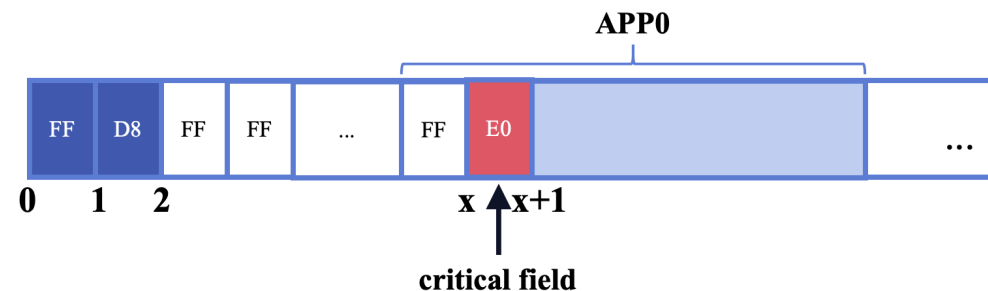 APP0
FF D8 FF FF ... FF E0 ...
0 1 2 x x+1
critical field